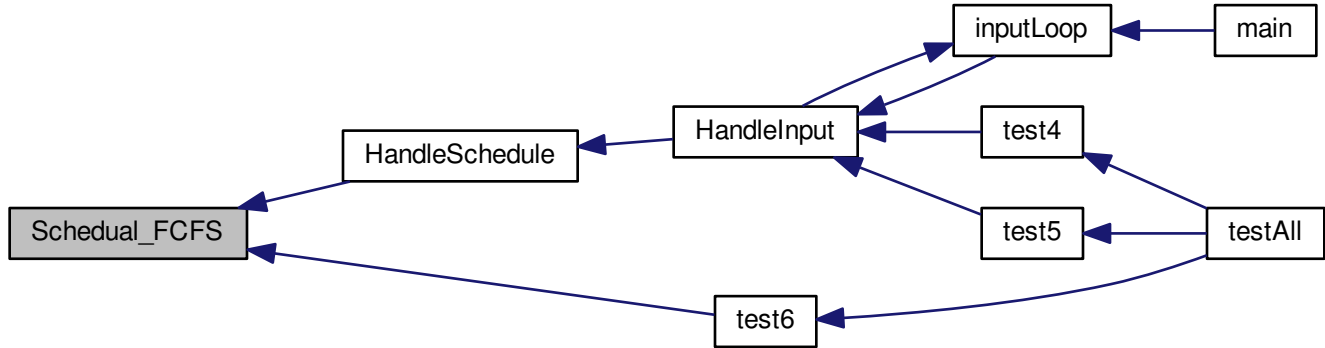 inputLoop
main
HandleInput
test4
HandleSchedule
Schedual_FCFS
test5
testAll
test6